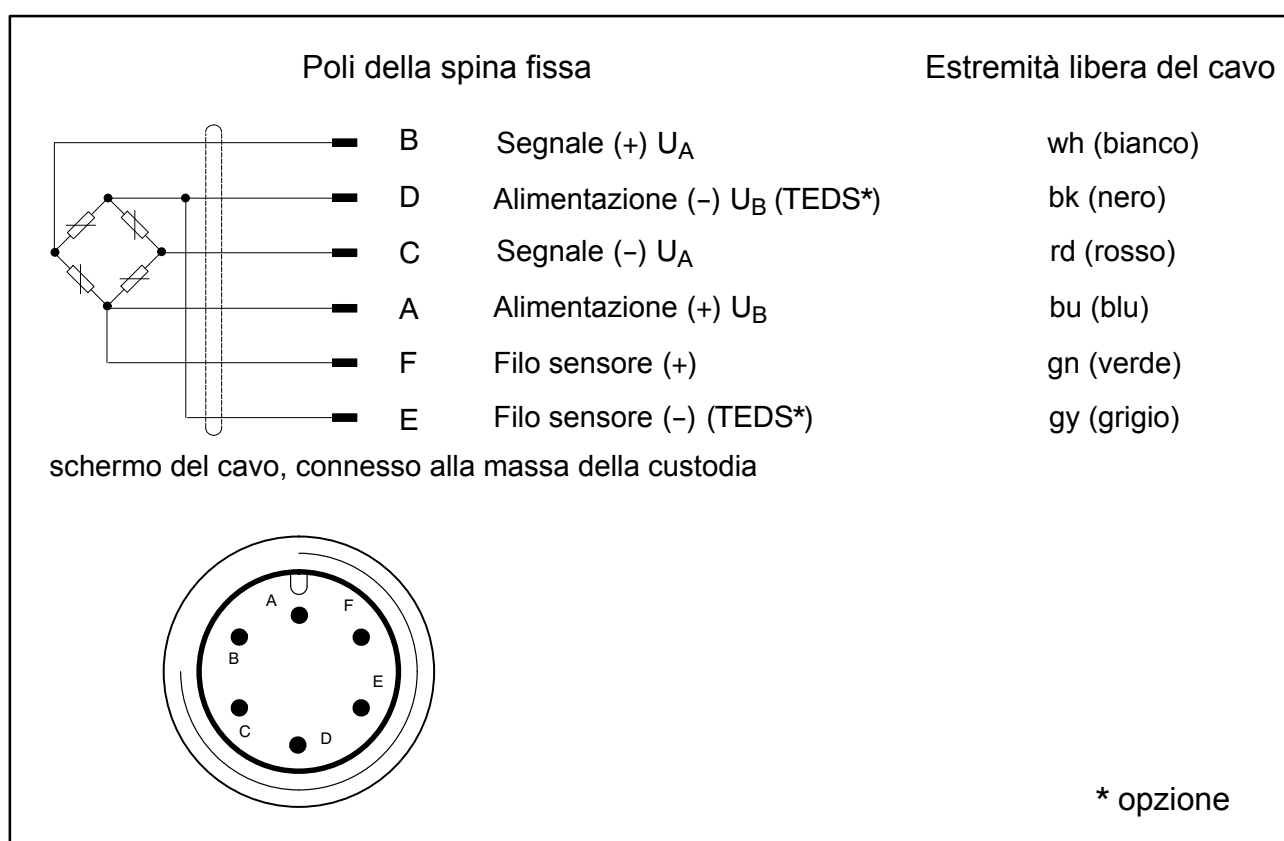 Poli della spina fissa Estremità libera del cavo
B Segnale (+) UA wh (bianco)
D Alimentazione (–) UB (TEDS*) bk (nero)
C Segnale (–) UA rd (rosso)
A Alimentazione (+) UB bu (blu)
F Filo sensore (+) gn (verde)
E Filo sensore (–) (TEDS*) gy (grigio)
schermo del cavo, connesso alla massa della custodia
A F
B
E
C D
* opzione